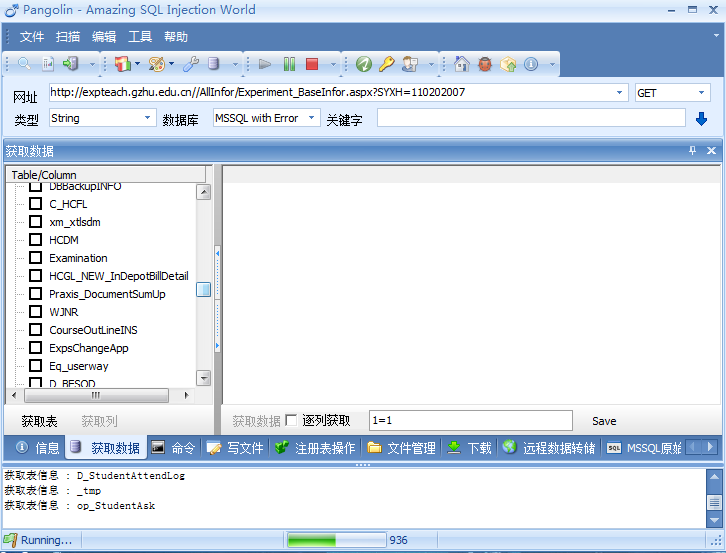 Pangolin - Amazing SQL Injection World
文件 扫描 编辑 工具 帮助
网址 http://expteach.gzhu.edu.cn//AllInfor/Experiment_BaseInfor.aspx?SYXH=110202007 GET
类型 String 数据库 MSSQL with Error 关键字
获取数据
Table/Column
DBBackupINFO
C_HCFL
xm_xtlsdm
HCDM
Examination
HCGL_NEW_InDepotBillDetail
Praxis_DocumentSumUp
WJNR
CourseOutLineINS
ExpsChangeApp
Eq_userway
D_BESOD
获取表 获取列 获取数据 逐列获取 1=1 Save
信息 获取数据 命令 写文件 注册表操作 文件管理 下载 远程数据转储 SQL MSSQL原始
获取表信息 : D_StudentAttendLog
获取表信息 : _tmp
获取表信息 : op_StudentAsk
Running... 936